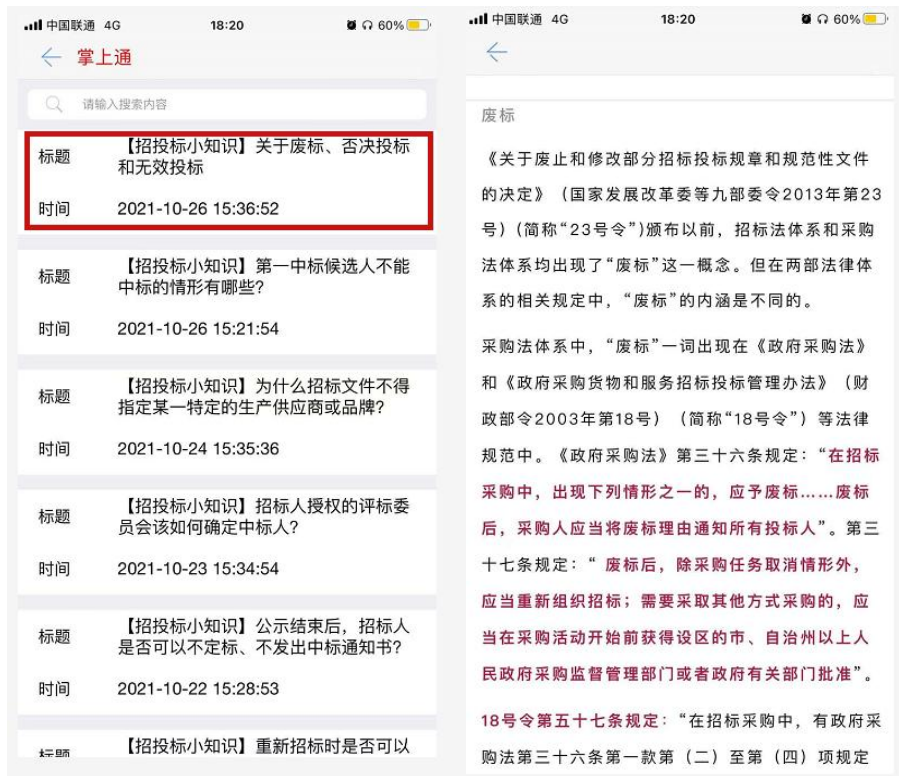 中国联通 4G 18:20 60%
掌上通
请输入搜索内容
标题 【招投标小知识】关于废标、否决投标
和无效投标
时间 2021-10-26 15:36:52
标题 【招投标小知识】第一中标候选人不能
中标的情形有哪些?
时间 2021-10-26 15:21:54
标题 【招投标小知识】为什么招标文件不得
指定某一特定的生产供应商或品牌?
时间 2021-10-24 15:35:36
标题 【招投标小知识】招标人授权的评标委
员会该如何确定中标人?
时间 2021-10-23 15:34:54
标题 【招投标小知识】公示结束后，招标人
是否可以不定标、不发出中标通知书?
时间 2021-10-22 15:28:53
标题 【招投标小知识】重新招标时是否可以
中国联通 4G 18:20 60%
废标
《关于废止和修改部分招标投标规章和规范性文件
的决定》（国家发展改革委等九部委令2013年第23
号）(简称“23号令”)颁布以前，招标法体系和采购
法体系均出现了“废标”这一概念。但在两部法律体
系的相关规定中，“废标”的内涵是不同的。
采购法体系中，“废标”一词出现在《政府采购法》
和《政府采购货物和服务招标投标管理办法》（财
政部令2003年第18号）（简称“18号令”）等法律
规范中。《政府采购法》第三十六条规定：“在招标
采购中，出现下列情形之一的，应予废标……废标
后，采购人应当将废标理由通知所有投标人”。第三
十七条规定：“ 废标后，除采购任务取消情形外，
应当重新组织招标；需要采取其他方式采购的，应
当在采购活动开始前获得设区的市、自治州以上人
民政府采购监督管理部门或者政府有关部门批准”。
18号令第五十七条规定：“在招标采购中，有政府采
购法第三十六条第一款第（二）至第（四）项规定